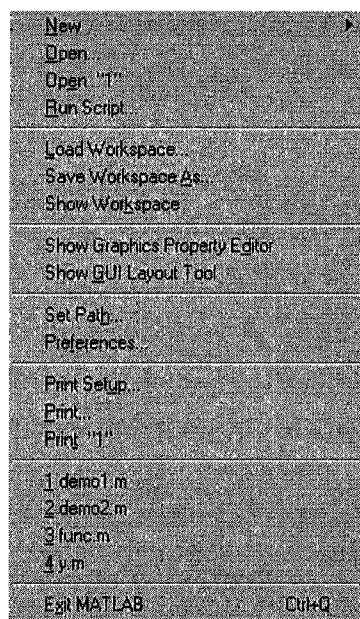 New
Open...
Open "1"
Run Script...
Load Workspace...
Save Workspace As...
Show Workspace
Show Graphics Property Editor
Show GUI Layout Tool
Set Path...
Preferences...
Print Setup...
Print...
Print "1"
1 demo1.m
2 demo2.m
3 func.m
4 y.m
Exit MATLAB Ctrl+Q